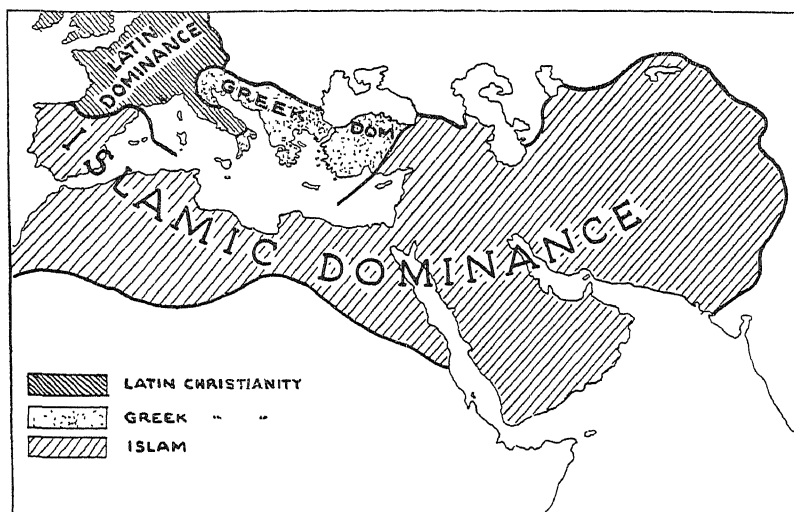 LATIN
DOMINANCE
GREEK
DOM
ISLAMIC DOMINANCE
LATIN CHRISTIANITY
GREEK " "
ISLAM